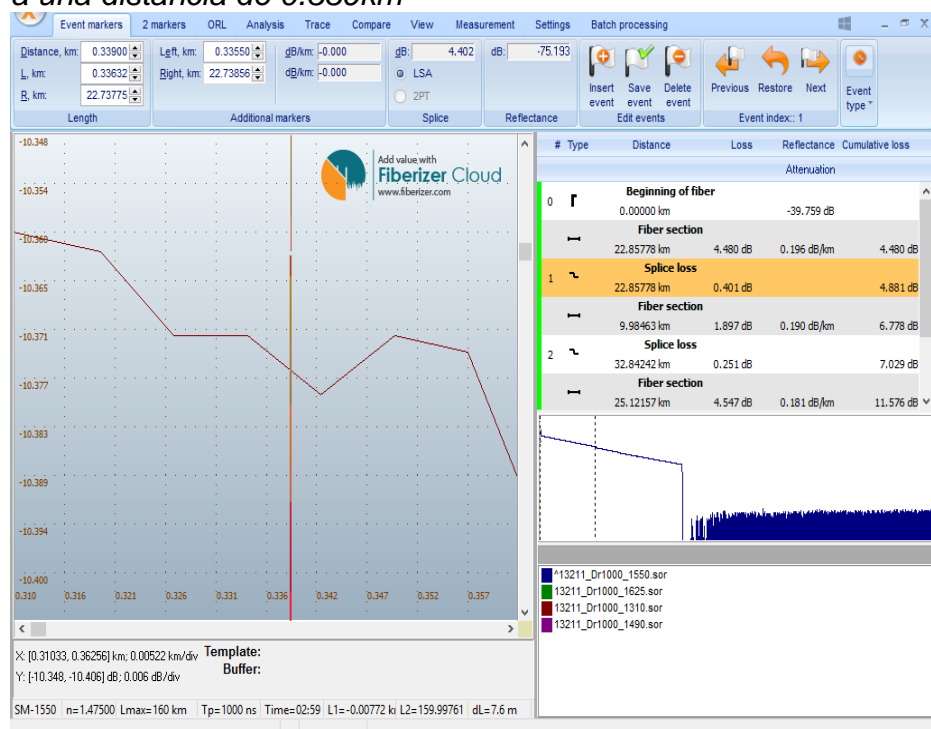 a una distancia de 0.339km
Event markers 2 markers ORL Analysis Trace Compare View Measurement Settings Batch processing
Distance, km: 0.33900 Left, km: 0.33550 dB/km: -0.000 dB: 4.402 dB: -75.193
L, km: 0.33632 Right, km: 22.73856 dB/km: -0.000 LSA
R, km: 22.73775 2PT
Insert event Save event Delete event Previous Restore Next Event type
Length Additional markers Splice Reflectance Edit events Event index:: 1
# Type Distance Loss Reflectance Cumulative loss
Attenuation
0 Beginning of fiber
0.00000 km -39.759 dB
Fiber section
22.85778 km 4.480 dB 0.196 dB/km 4.480 dB
1 Splice loss
22.85778 km 0.401 dB 4.881 dB
Fiber section
9.98463 km 1.897 dB 0.190 dB/km 6.778 dB
2 Splice loss
32.84242 km 0.251 dB 7.029 dB
Fiber section
25.12157 km 4.547 dB 0.181 dB/km 11.576 dB
Add value with
Fiberizer Cloud
www.fiberizer.com
-10.348
-10.354
-10.360
-10.365
-10.371
-10.377
-10.383
-10.389
-10.394
-10.400
0.310 0.316 0.321 0.326 0.331 0.336 0.342 0.347 0.352 0.357
^13211_Dr1000_1550.sor
13211_Dr1000_1625.sor
13211_Dr1000_1310.sor
13211_Dr1000_1490.sor
X: [0.31033, 0.36256] km; 0.00522 km/div Template:
Y: [-10.348, -10.406] dB; 0.006 dB/div Buffer:
SM-1550 n=1.47500 Lmax=160 km Tp=1000 ns Time=02:59 L1=-0.00772 k L2=159.99761 dL=7.6 m